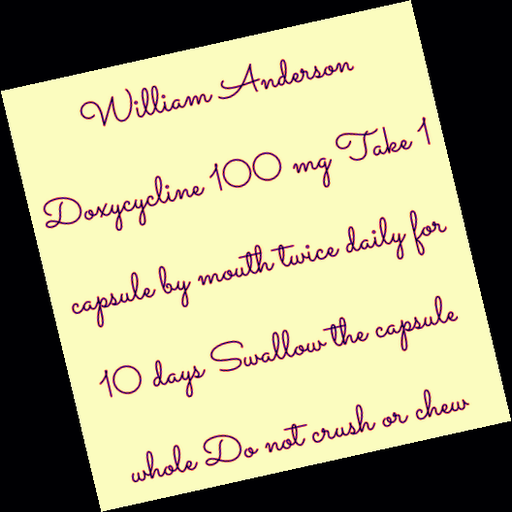 William Anderson
Doxycycline 100 mg Take 1
capsule by mouth twice daily for
10 days Swallow the capsule
whole Do not crush or chew